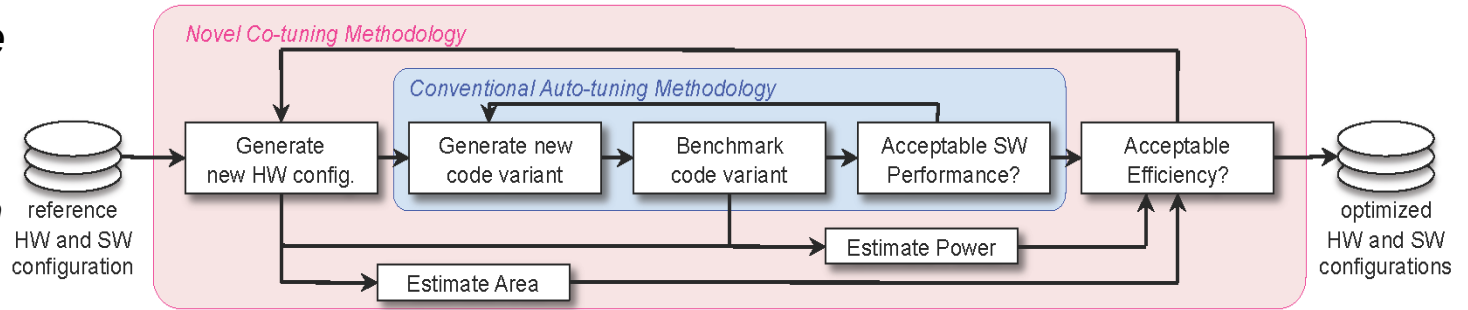 e
Novel Co-tuning Methodology
Conventional Auto-tuning Methodology
Generate
new HW config.
Generate new
code variant
Benchmark
code variant
Acceptable SW
Performance?
Acceptable
Efficiency?
reference
HW and SW
configuration
optimized
HW and SW
configurations
Estimate Power
Estimate Area